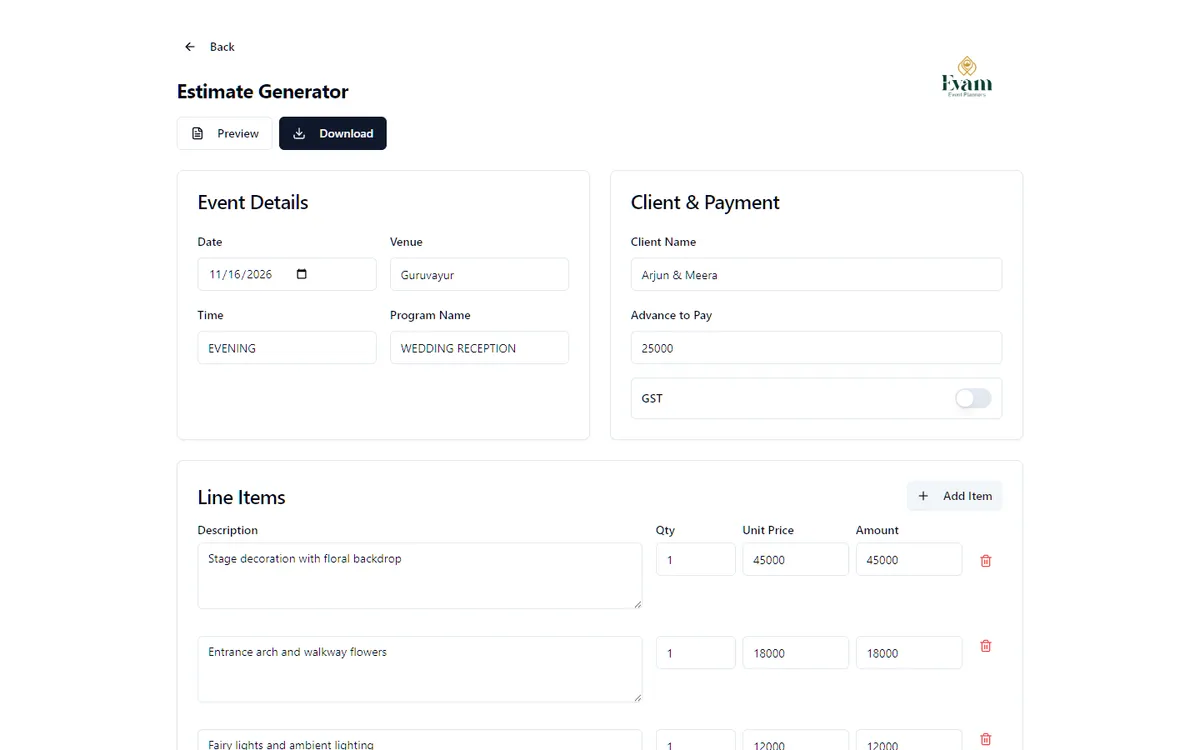 Back
Estimate Generator
Evam
Event Planners
Preview Download
Event Details
Date Venue
11/16/2026 Guruvayur
Time Program Name
EVENING WEDDING RECEPTION
Client & Payment
Client Name
Arjun & Meera
Advance to Pay
25000
GST
Line Items Add Item
Description Qty Unit Price Amount
Stage decoration with floral backdrop 1 45000 45000
Entrance arch and walkway flowers 1 18000 18000
Fairy lights and ambient lighting 1 12000 12000